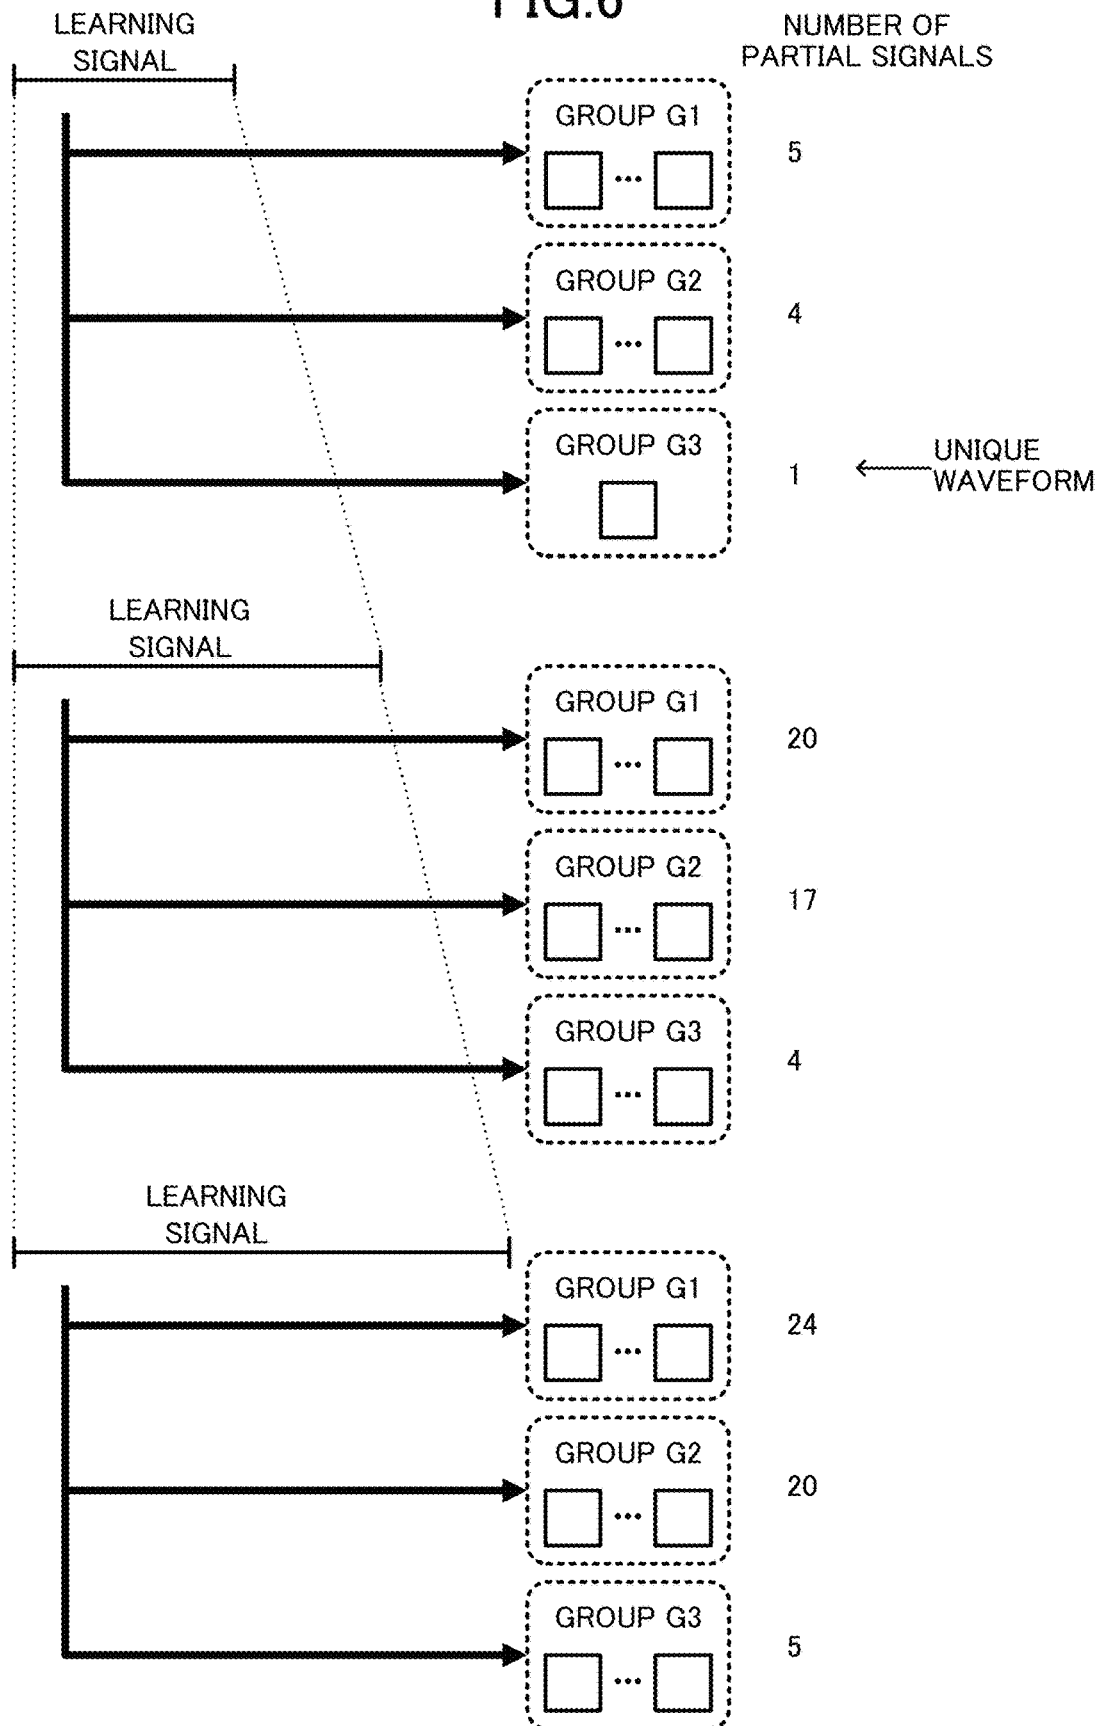 FIG.6
LEARNING
SIGNAL
NUMBER OF
PARTIAL SIGNALS
GROUP G1
...
5
GROUP G2
...
4
GROUP G3
1
UNIQUE
WAVEFORM
LEARNING
SIGNAL
GROUP G1
...
20
GROUP G2
...
17
GROUP G3
...
4
LEARNING
SIGNAL
GROUP G1
...
24
GROUP G2
...
20
GROUP G3
...
5